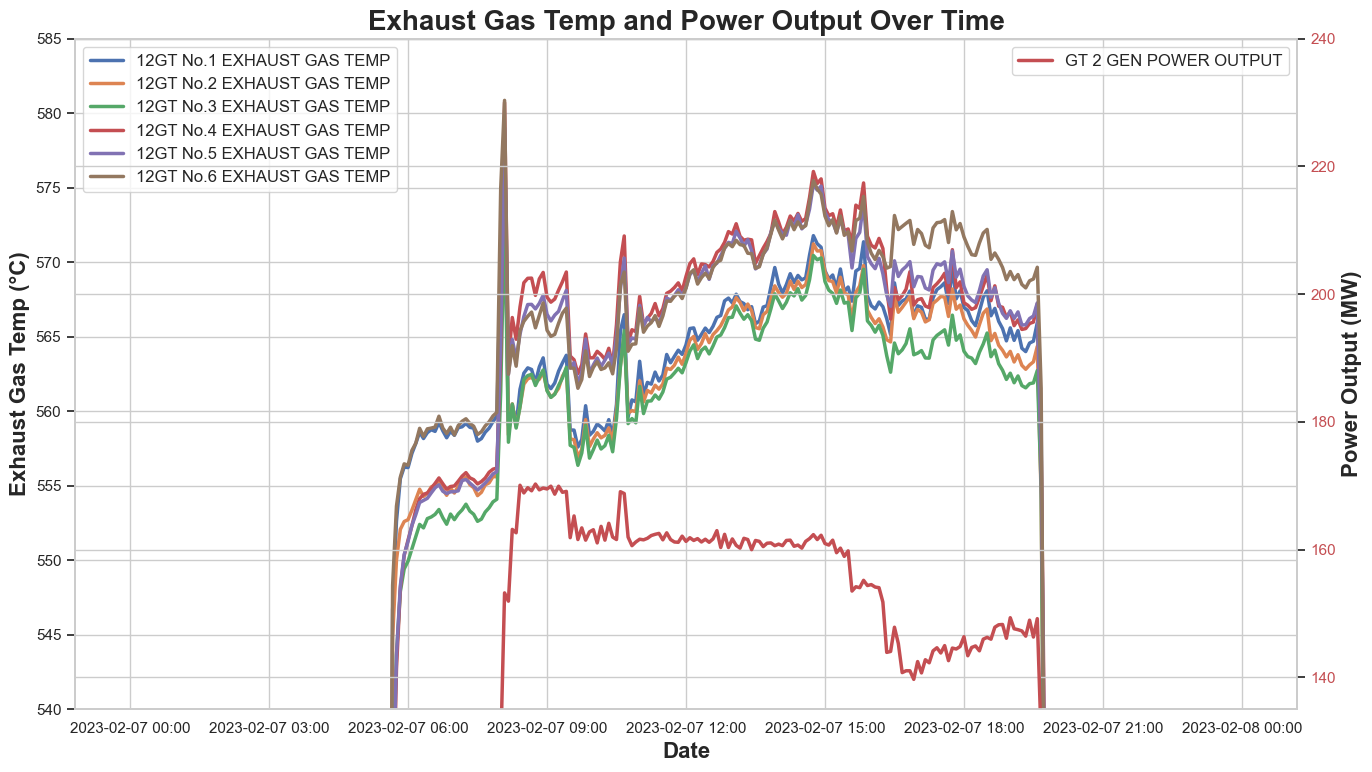 Exhaust Gas Temp and Power Output Over Time
585
580
575
570
565
560
555
550
545
540
Exhaust Gas Temp (°C)
12GT No.1 EXHAUST GAS TEMP
12GT No.2 EXHAUST GAS TEMP
12GT No.3 EXHAUST GAS TEMP
12GT No.4 EXHAUST GAS TEMP
12GT No.5 EXHAUST GAS TEMP
12GT No.6 EXHAUST GAS TEMP
GT 2 GEN POWER OUTPUT
240
220
200
180
160
140
Power Output (MW)
2023-02-07 00:00
2023-02-07 03:00
2023-02-07 06:00
2023-02-07 09:00
2023-02-07 12:00
2023-02-07 15:00
2023-02-07 18:00
2023-02-07 21:00
2023-02-08 00:00
Date